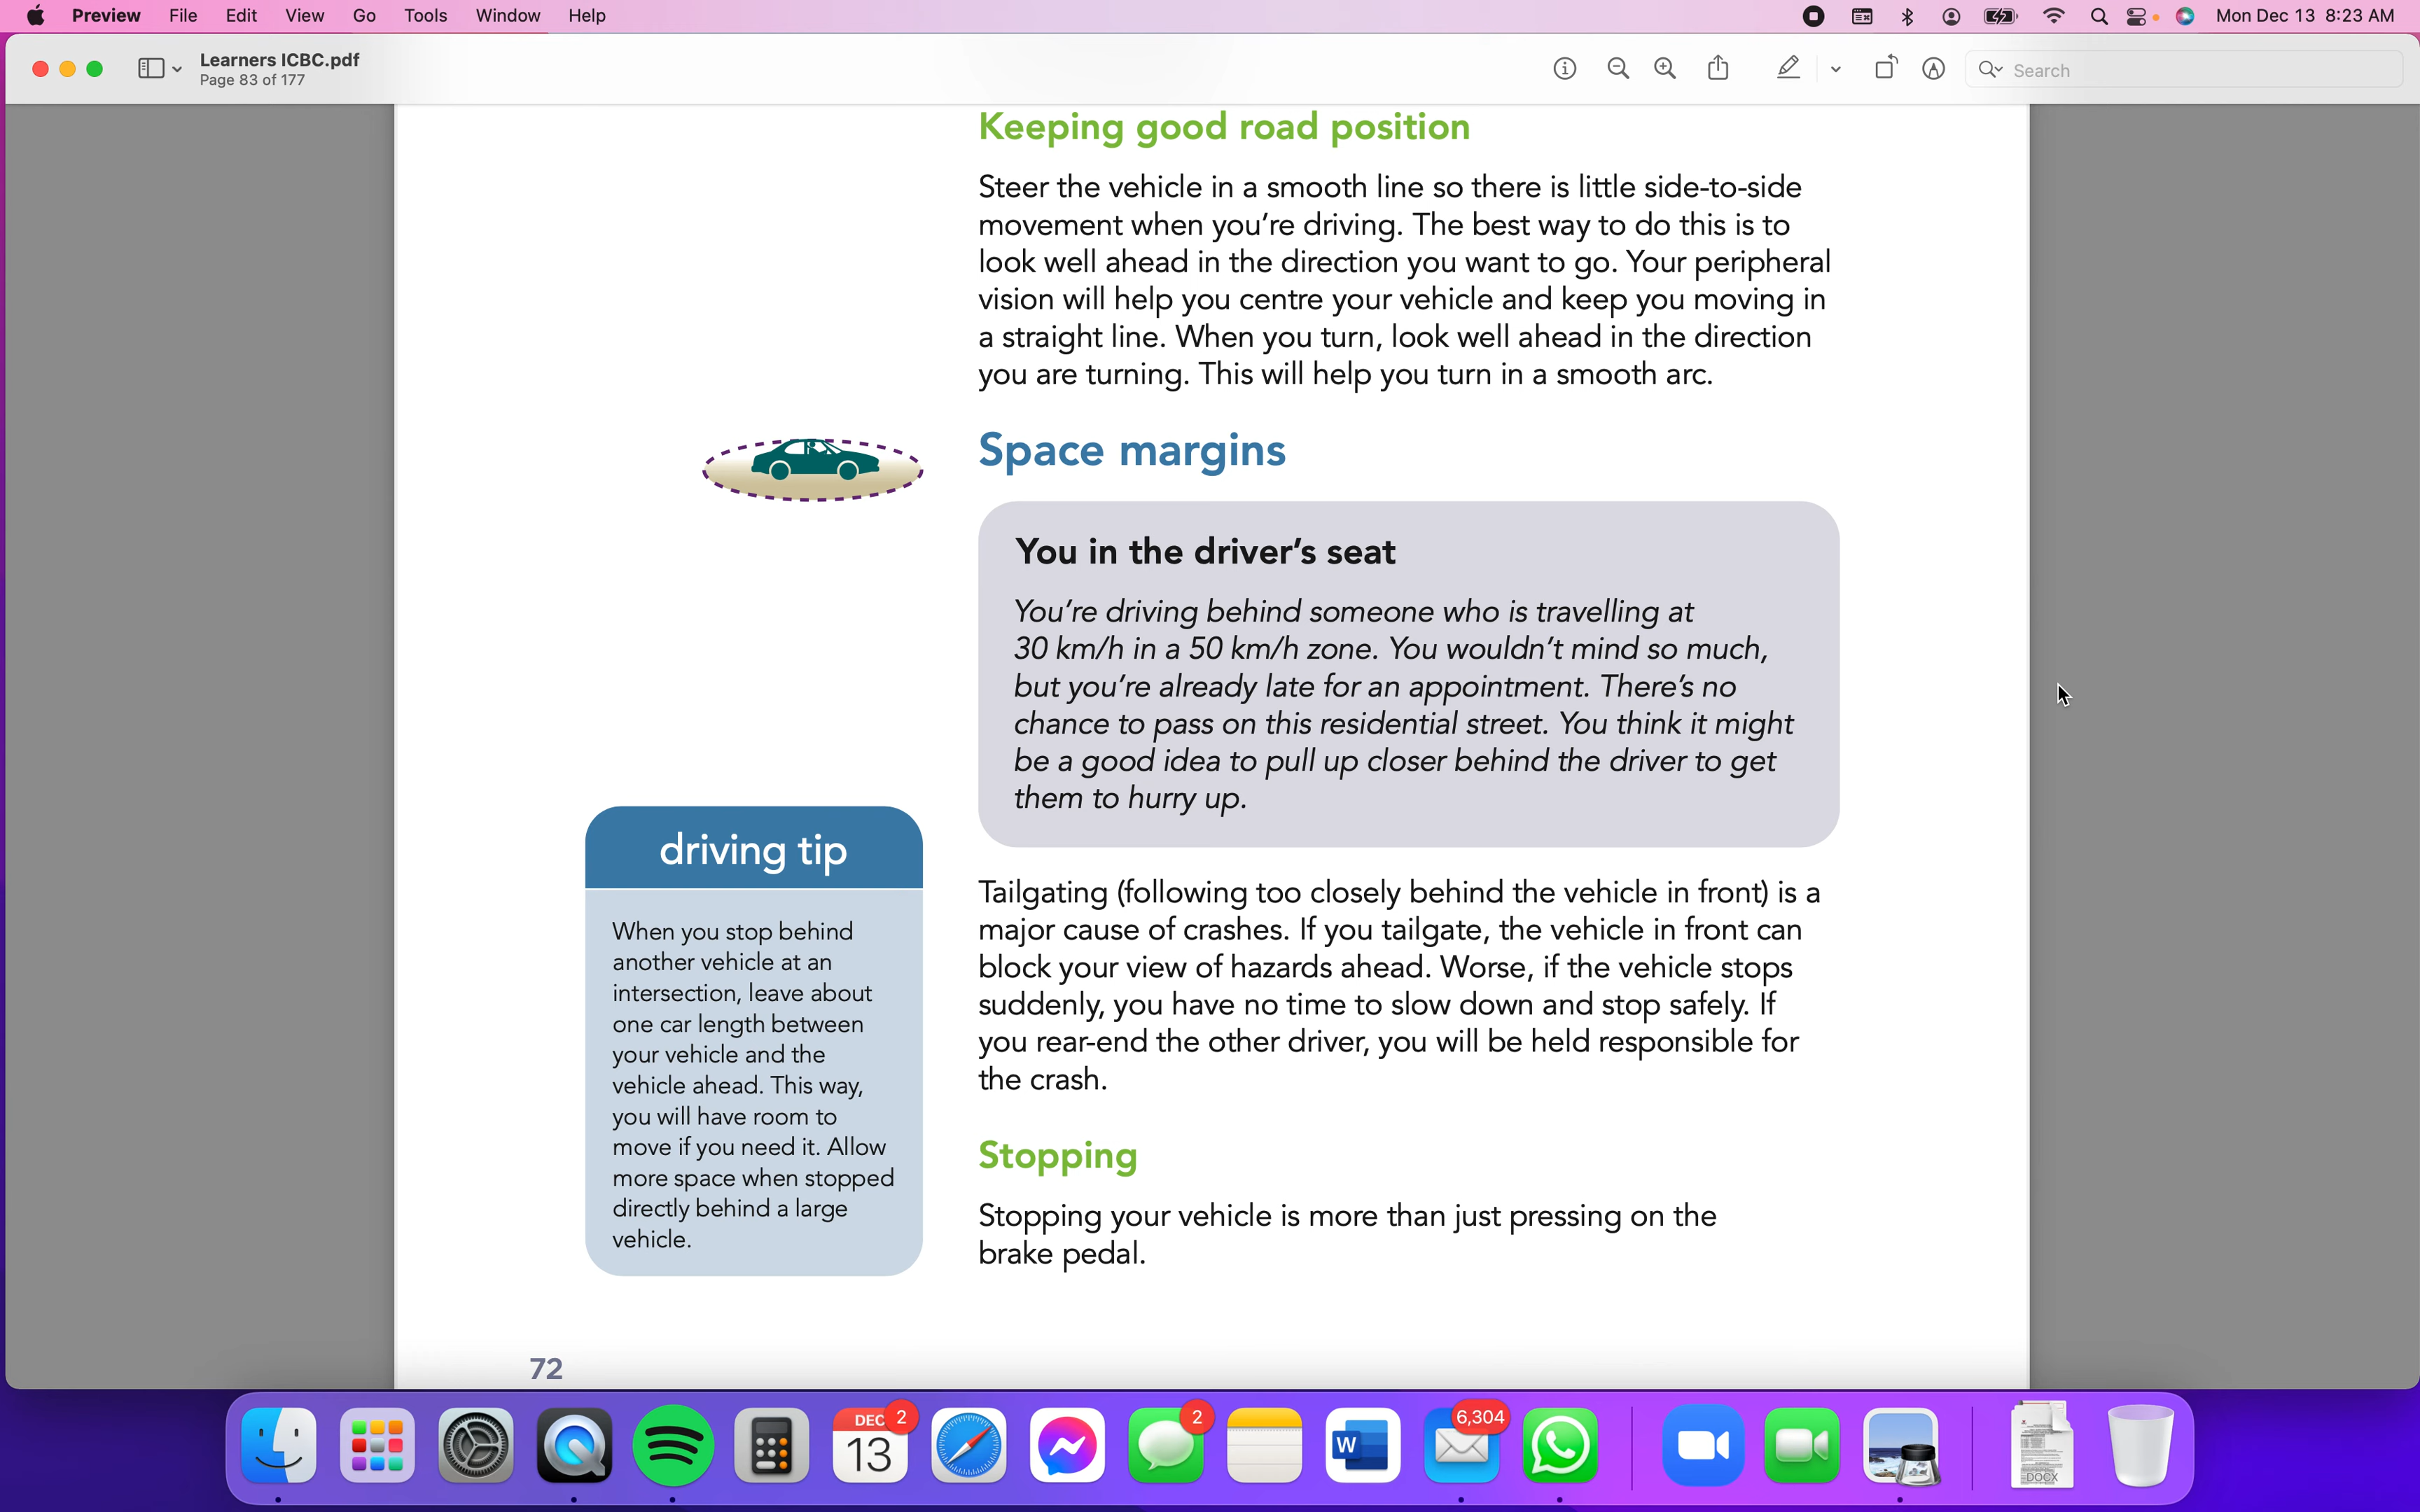 Preview File Edit View Go Tools Window Help
Mon Dec 13 8:23 AM
Learners ICBC.pdf
Page 83 of 177
Search
Keeping good road position
Steer the vehicle in a smooth line so there is little side-to-side
movement when you're driving. The best way to do this is to
look well ahead in the direction you want to go. Your peripheral
vision will help you centre your vehicle and keep you moving in
a straight line. When you turn, look well ahead in the direction
you are turning. This will help you turn in a smooth arc.
Space margins
You in the driver's seat
You're driving behind someone who is travelling at
30 km/h in a 50 km/h zone. You wouldn't mind so much,
but you're already late for an appointment. There's no
chance to pass on this residential street. You think it might
be a good idea to pull up closer behind the driver to get
them to hurry up.
driving tip
When you stop behind
another vehicle at an
intersection, leave about
one car length between
your vehicle and the
vehicle ahead. This way,
you will have room to
move if you need it. Allow
more space when stopped
directly behind a large
vehicle.
Tailgating (following too closely behind the vehicle in front) is a
major cause of crashes. If you tailgate, the vehicle in front can
block your view of hazards ahead. Worse, if the vehicle stops
suddenly, you have no time to slow down and stop safely. If
you rear-end the other driver, you will be held responsible for
the crash.
Stopping
Stopping your vehicle is more than just pressing on the
brake pedal.
72
DEC 2
13
2
W
6,304
DOCX